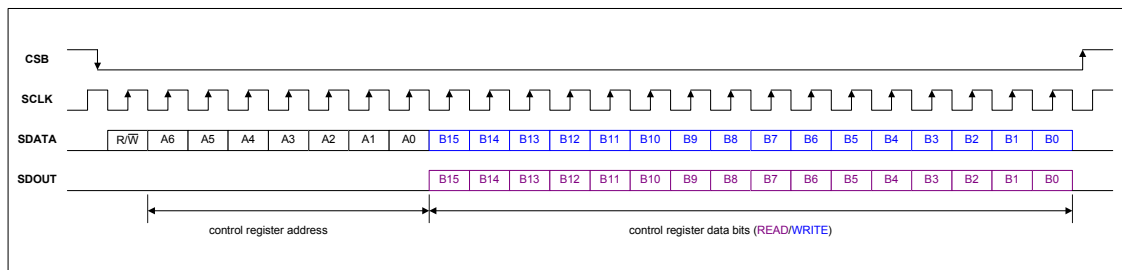 CSB
SCLK
SDATA R/W̅ A6 A5 A4 A3 A2 A1 A0 B15 B14 B13 B12 B11 B10 B9 B8 B7 B6 B5 B4 B3 B2 B1 B0
SDOUT B15 B14 B13 B12 B11 B10 B9 B8 B7 B6 B5 B4 B3 B2 B1 B0
control register address control register data bits (READ/WRITE)